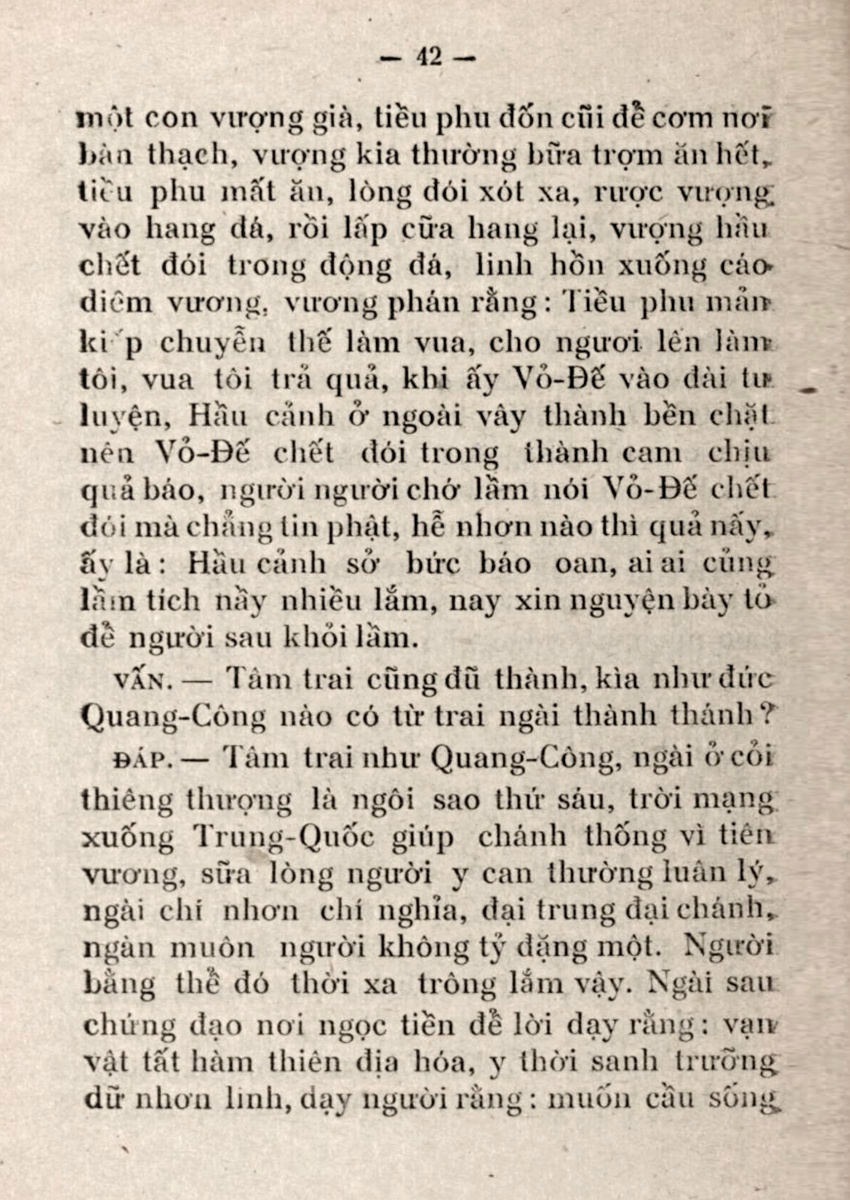 — 42 —
một con vượng già, tiều phu đốn cũi để cơm nơi
bàn thạch, vượng kia thường bữa trợm ăn hết,
tiều phu mất ăn, lòng đói xót xa, rược vượng
vào hang đá, rồi lấp cữa hang lại, vượng hầu
chết đói trong động đá, linh hồn xuống cáo
diêm vương, vương phán rằng: Tiều phu mản
kiếp chuyễn thế làm vua, cho ngươi lên làm
tôi, vua tôi trả quả, khi ấy Vỏ-Đế vào đài tu
luyện, Hầu cảnh ở ngoài vây thành bền chặt
nên Vỏ-Đế chết đói trong thành cam chịu
quả báo, người người chớ lầm nói Vỏ-Đế chết
đói mà chẳng tin phật, hễ nhơn nào thì quả nấy,
ấy là: Hầu cảnh sở bức báo oan, ai ai củng
lầm tích nầy nhiều lắm, nay xin nguyện bày tỏ
để người sau khỏi lầm.
VẤN. — Tâm trai cũng đũ thành, kìa như đức
Quang-Công nào có từ trai ngài thành thánh?
ĐÁP. — Tâm trai như Quang-Công, ngài ở cỏi
thiêng thượng là ngôi sao thứ sáu, trời mạng
xuống Trung-Quốc giúp chánh thống vì tiên
vương, sữa lòng người y can thường luân lý,
ngài chí nhơn chí nghĩa, đại trung đại chánh,
ngàn muôn người không tỷ đặng một. Người
bằng thế đó thời xa trông lắm vậy. Ngài sau
chứng đạo nơi ngọc tiền để lời dạy rằng: vạn
vật tất hàm thiên địa hóa, y thời sanh trưỡng
dữ nhơn linh, dạy người rằng: muốn cầu sống